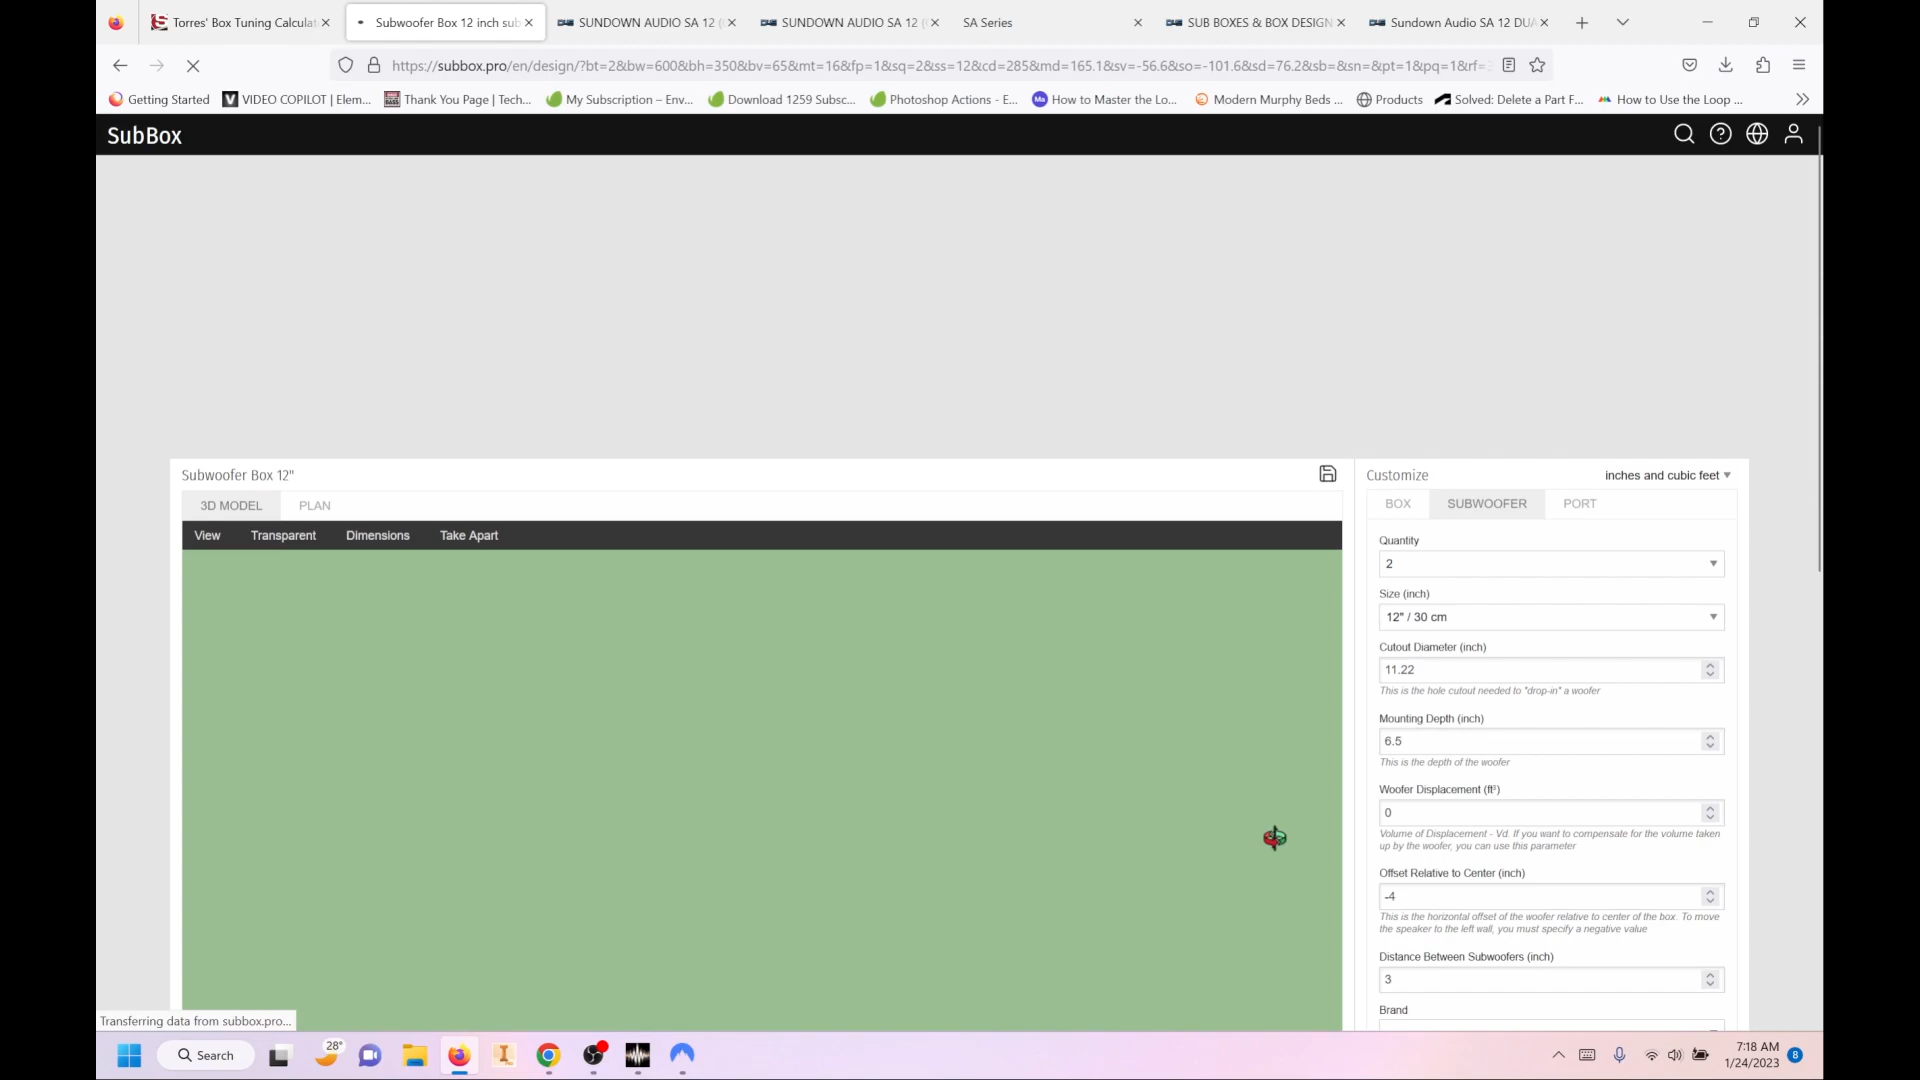 Torres' Box Tuning Calculat
Subwoofer Box 12 inch sub
SUNDOWN AUDIO SA 12 (
SUNDOWN AUDIO SA 12 (
SA Series
SUB BOXES & BOX DESIGN
Sundown Audio SA 12 DUA
https://subbox.pro/en/design/?bt=2&bw=600&bh=350&bv=65&mt=16&fp=1&sq=2&ss=12&cd=285&md=165.1&sv=-56.6&so=-101.6&sd=76.2&sb=&sn=&pt=1&pq=1&rf=
Getting Started
VIDEO COPILOT | Elem...
Thank You Page | Tech...
My Subscription – Env...
Download 1259 Subsc...
Photoshop Actions - E...
How to Master the Lo...
Modern Murphy Beds ...
Products
Solved: Delete a Part F...
How to Use the Loop ...
SubBox
Subwoofer Box 12"
3D MODEL
PLAN
View
Transparent
Dimensions
Take Apart
Customize
inches and cubic feet
BOX
SUBWOOFER
PORT
Quantity
2
Size (inch)
12" / 30 cm
Cutout Diameter (inch)
11.22
This is the hole cutout needed to "drop-in" a woofer
Mounting Depth (inch)
6.5
This is the depth of the woofer
Woofer Displacement (ft³)
0
Volume of Displacement - Vd. If you want to compensate for the volume taken
up by the woofer, you can use this parameter
Offset Relative to Center (inch)
-4
This is the horizontal offset of the woofer relative to center of the box. To move
the speaker to the left wall, you must specify a negative value
Distance Between Subwoofers (inch)
3
Brand
Transferring data from subbox.pro...
Search
28°
7:18 AM
1/24/2023
8